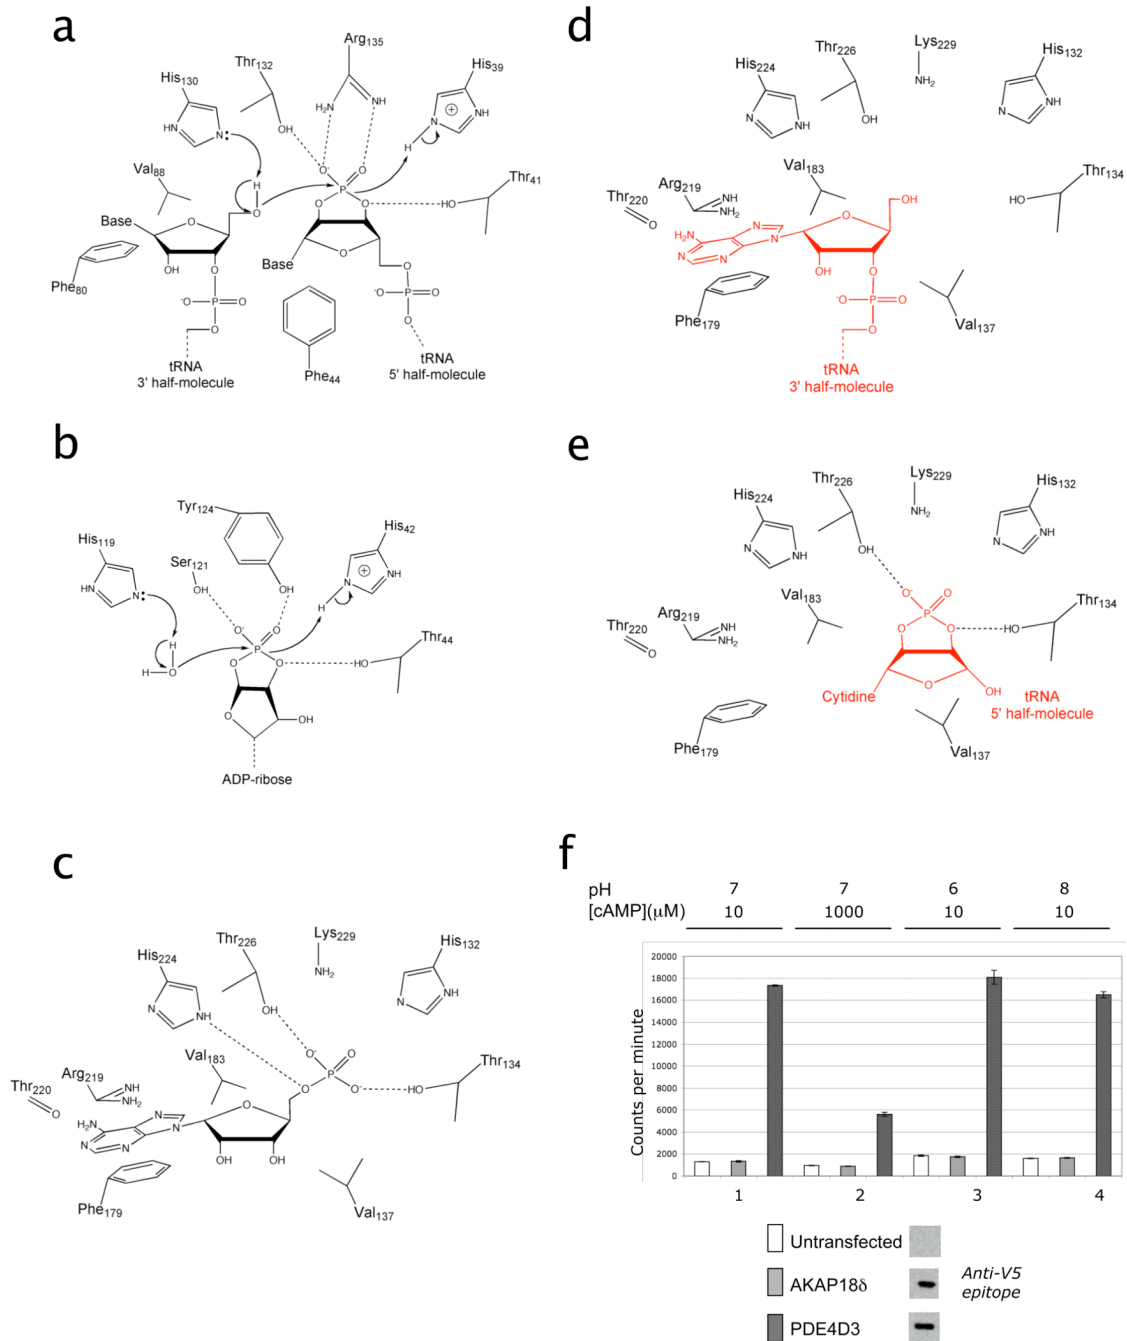 a
Arg135
Thr132
His130
His39
H2N
NH
HN
N:
OH
H
N
NH
Val88
O-
O
P
Thr41
H
O
O
O
HO
Base
O
O
Phe80
OH
O
Base
O
-O
P
O
-O
P
O
O
O
tRNA
3' half-molecule
Phe44
tRNA
5' half-molecule
b
Tyr124
His119
Ser121
His42
OH
HN
N:
OH
H
N
NH
O-
O
Thr44
H
P
H
O
O
O
HO
O
OH
ADP-ribose
c
Lys229
Thr226
His132
His224
NH2
N
NH
OH
N
NH
O-
O
Val183
P
Thr134
Arg219
O
O-
HO
Thr220
NH
NH2
O
H2N
N
O
N
N
N
OH
OH
Phe179
Val137
d
Lys229
Thr226
His132
His224
NH2
N
NH
OH
N
NH
Val183
Thr134
Arg219
Thr220
NH
NH2
OH
HO
O
H2N
N
O
N
N
N
OH
O
-O
P
O
Phe179
Val137
O
tRNA
3' half-molecule
e
Lys229
Thr226
His132
His224
NH2
N
NH
OH
N
NH
O-
O
Val183
P
Thr134
Arg219
O
O
HO
Thr220
NH
NH2
O
O
OH
Cytidine
tRNA
5' half-molecule
Phe179
Val137
f
pH 7 7 6 8
[cAMP](μM) 10 1000 10 10
Counts per minute
20000
18000
16000
14000
12000
10000
8000
6000
4000
2000
0
1 2 3 4
Untransfected
AKAP18δ
PDE4D3
Anti-V5
epitope